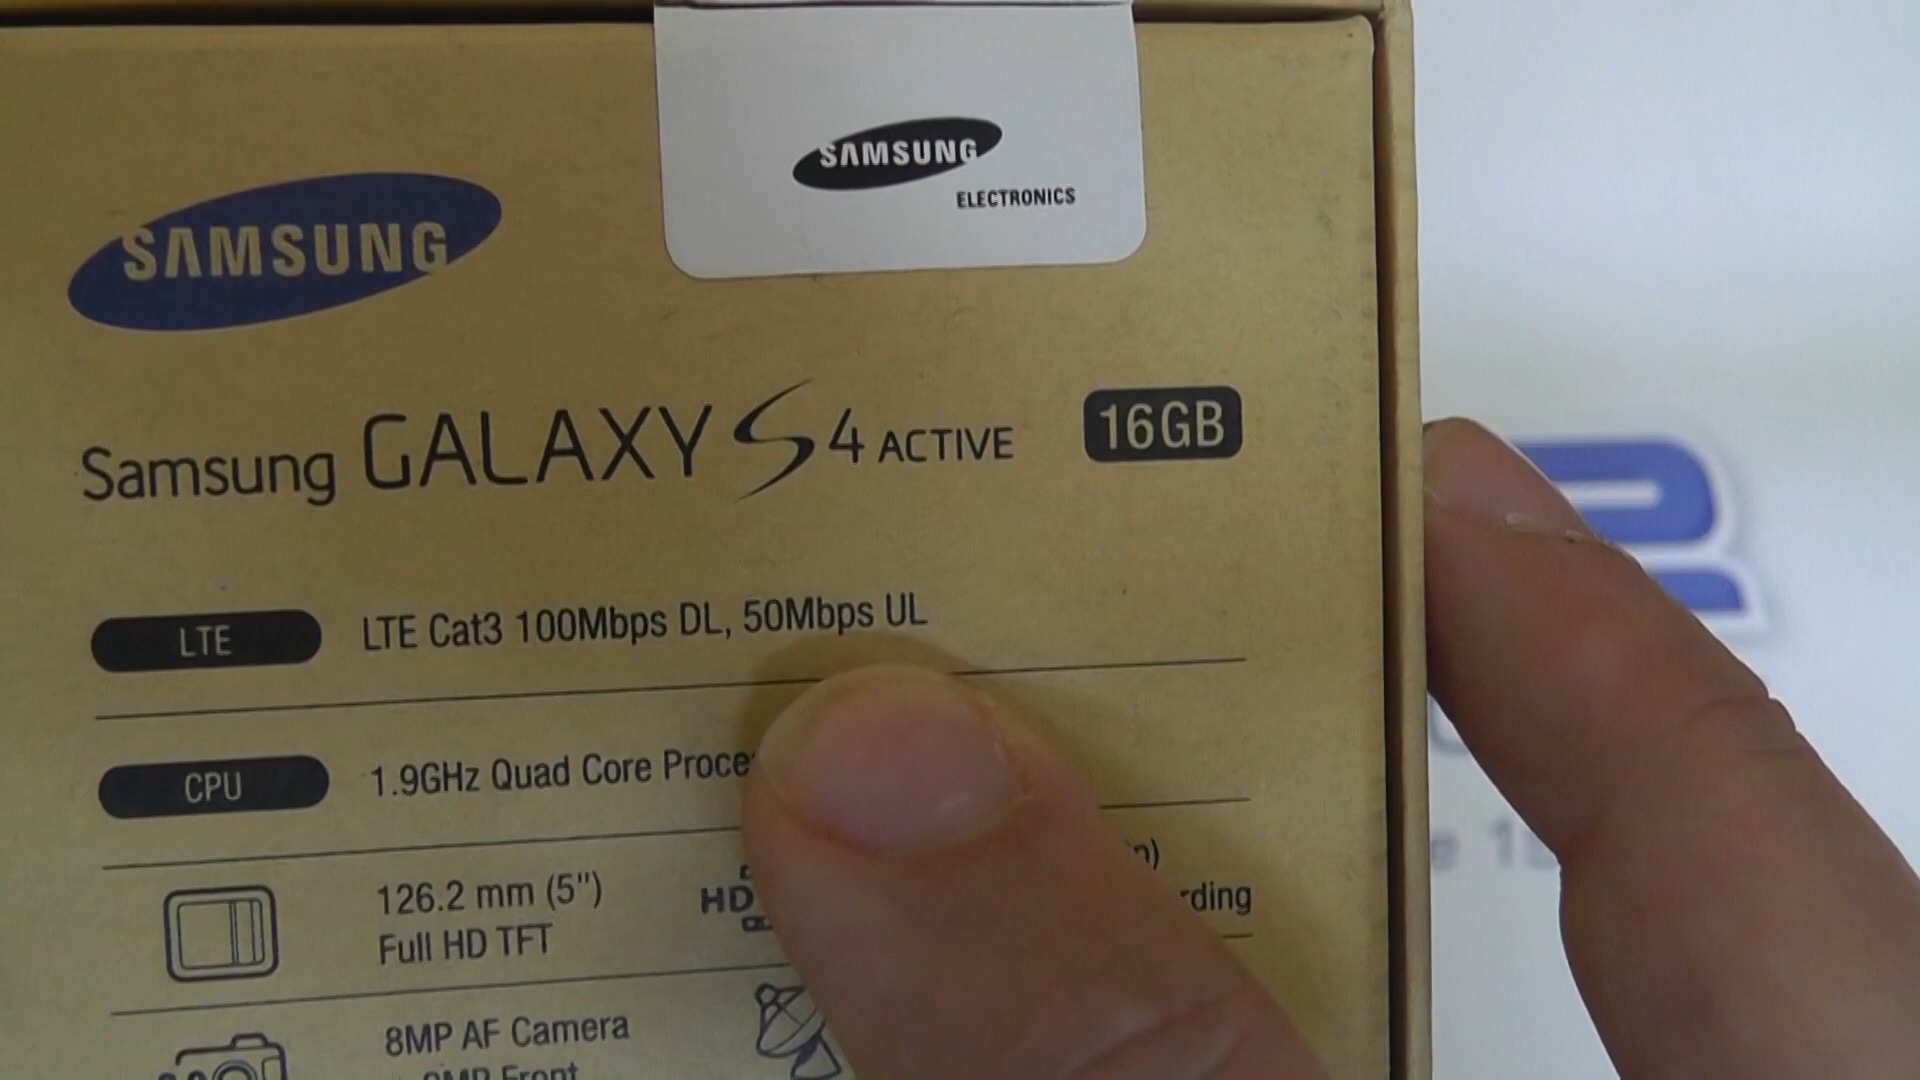 SAMSUNG
ELECTRONICS
SAMSUNG
Samsung GALAXY S4 ACTIVE 16GB
LTE LTE Cat3 100Mbps DL, 50Mbps UL
CPU 1.9GHz Quad Core
126.2 mm (5")
Full HD TFT
HD
8MP AF Camera
Front